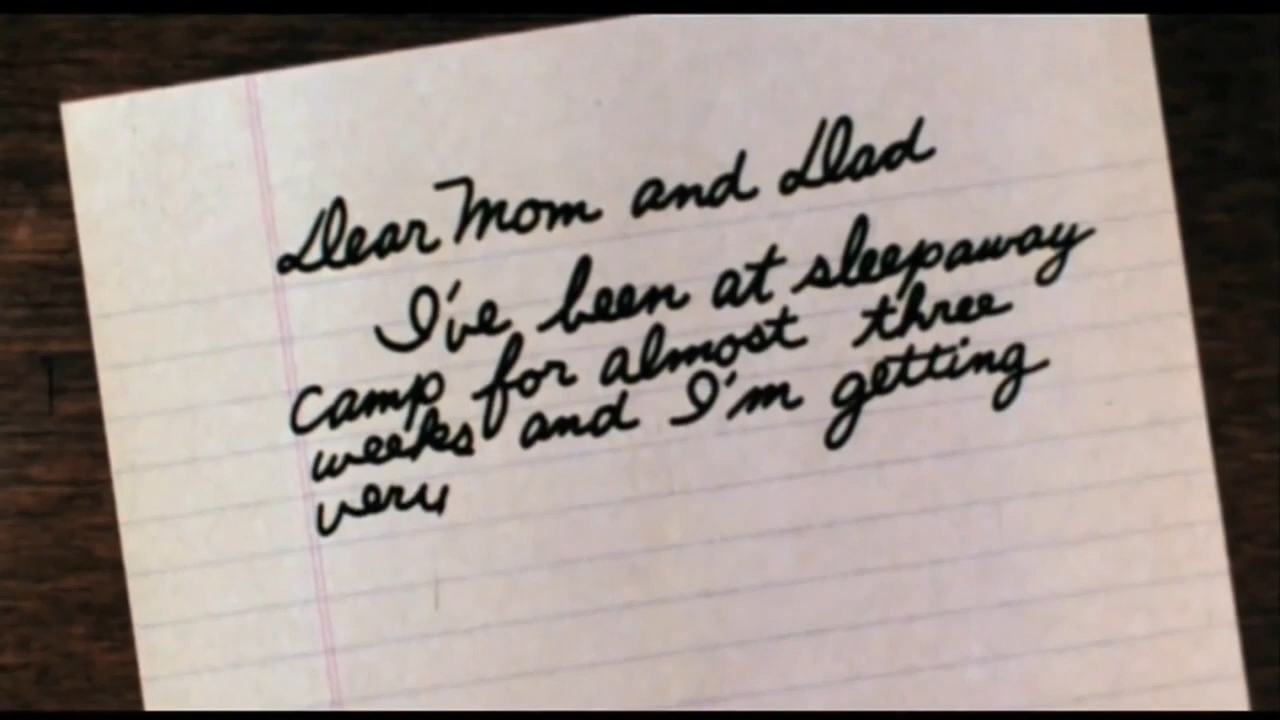 Dear Mom and Dad
I've been at sleepaway
camp for almost three
weeks and I'm getting
very